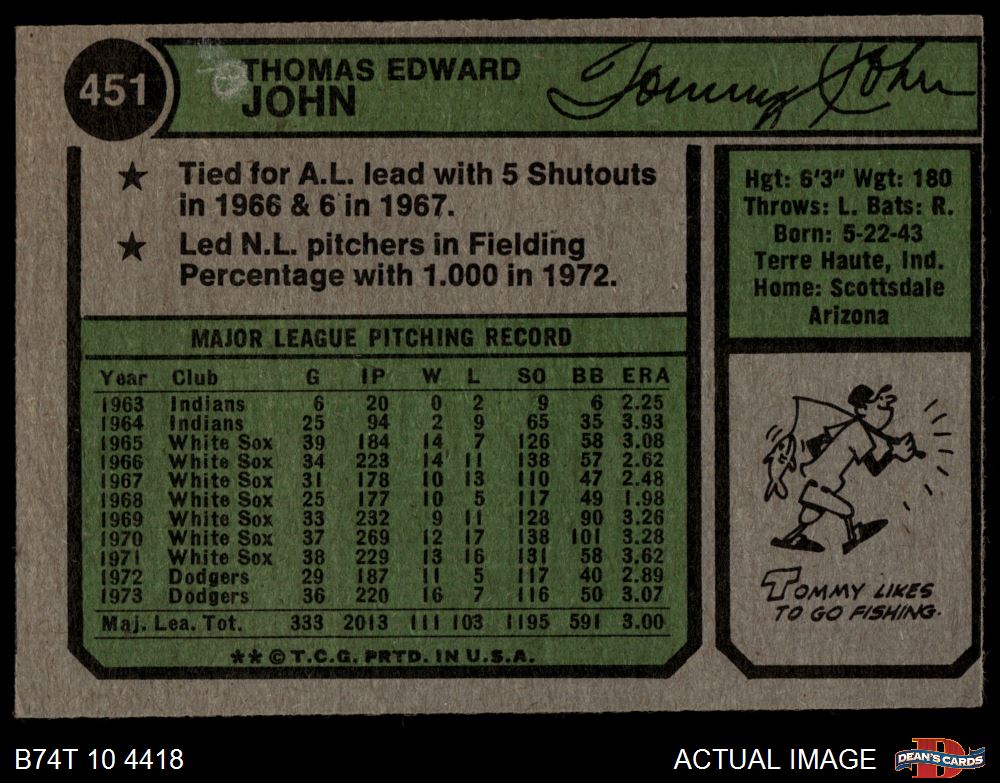 451
THOMAS EDWARD
JOHN
Tommy John
★ Tied for A.L. lead with 5 Shutouts
in 1966 & 6 in 1967.
★ Led N.L. pitchers in Fielding
Percentage with 1.000 in 1972.
Hgt: 6'3" Wgt: 180
Throws: L. Bats: R.
Born: 5-22-43
Terre Haute, Ind.
Home: Scottsdale
Arizona
MAJOR LEAGUE PITCHING RECORD
Year Club G IP W L SO BB ERA
1963 Indians 6 20 0 2 9 6 2.25
1964 Indians 25 94 2 9 65 35 3.93
1965 White Sox 39 184 14 7 126 58 3.08
1966 White Sox 34 223 14 11 138 57 2.62
1967 White Sox 31 178 10 13 110 47 2.48
1968 White Sox 25 177 10 5 117 49 1.98
1969 White Sox 33 232 9 11 128 90 3.26
1970 White Sox 37 269 12 17 138 101 3.28
1971 White Sox 38 229 13 16 131 58 3.62
1972 Dodgers 29 187 11 5 117 40 2.89
1973 Dodgers 36 220 16 7 116 50 3.07
Maj. Lea. Tot. 333 2013 111 103 1195 591 3.00
** © T.C.G. PRTD. IN U.S.A.
TOMMY LIKES
TO GO FISHING.
B74T 10 4418
ACTUAL IMAGE
D
DEAN'S CARDS